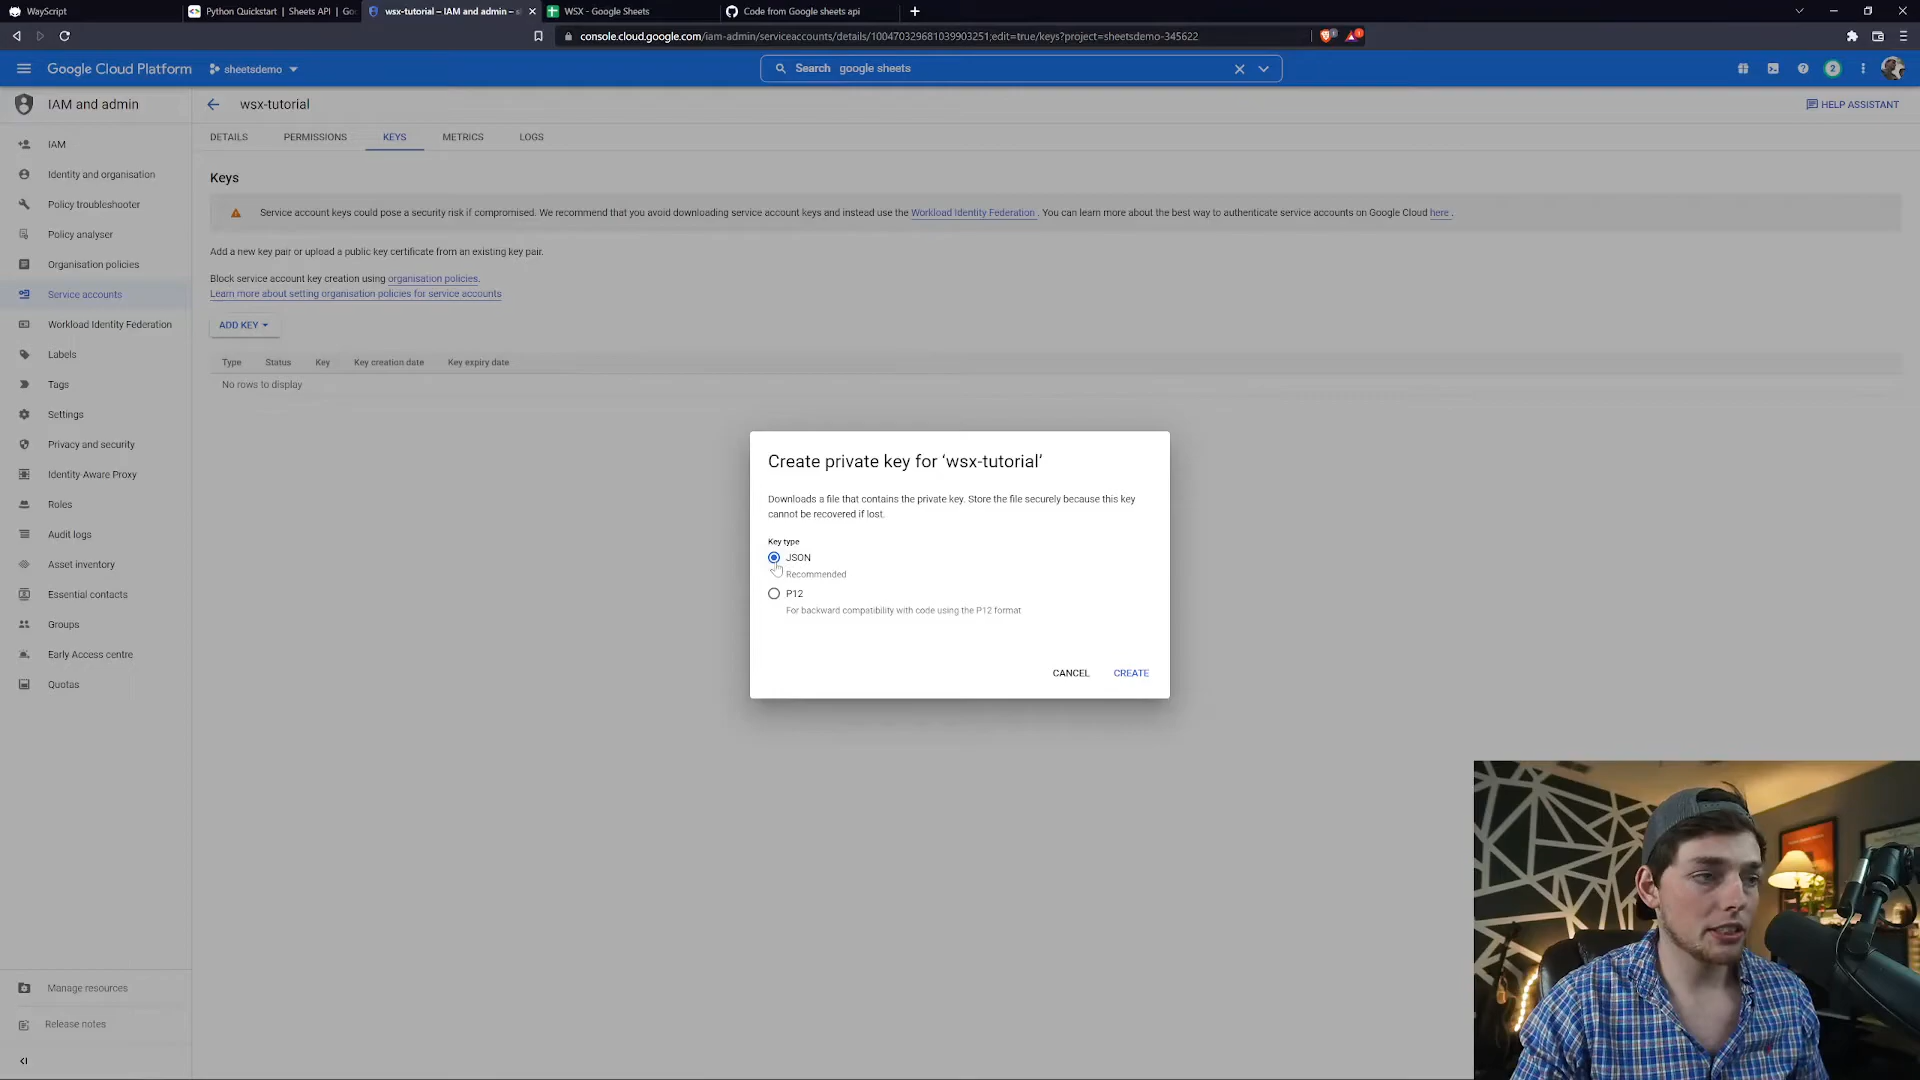 WayScript
Python Quickstart | Sheets API | Go
wsx-tutorial – IAM and admin – s
WSX - Google Sheets
Code from Google sheets api
console.cloud.google.com/iam-admin/serviceaccounts/details/100470329681039903251;edit=true/keys?project=sheetsdemo-345622
Google Cloud Platform
sheetsdemo
Search google sheets
2
IAM and admin
wsx-tutorial
HELP ASSISTANT
DETAILS
PERMISSIONS
KEYS
METRICS
LOGS
IAM
Identity and organisation
Policy troubleshooter
Policy analyser
Organisation policies
Service accounts
Workload Identity Federation
Labels
Tags
Settings
Privacy and security
Identity-Aware Proxy
Roles
Audit logs
Asset inventory
Essential contacts
Groups
Early Access centre
Quotas
Manage resources
Release notes
Keys
Service account keys could pose a security risk if compromised. We recommend that you avoid downloading service account keys and instead use the Workload Identity Federation . You can learn more about the best way to authenticate service accounts on Google Cloud here .
Add a new key pair or upload a public key certificate from an existing key pair.
Block service account key creation using organisation policies.
Learn more about setting organisation policies for service accounts
ADD KEY
Type Status Key Key creation date Key expiry date
No rows to display
Create private key for ‘wsx-tutorial’
Downloads a file that contains the private key. Store the file securely because this key
cannot be recovered if lost.
Key type
JSON
Recommended
P12
For backward compatibility with code using the P12 format
CANCEL
CREATE